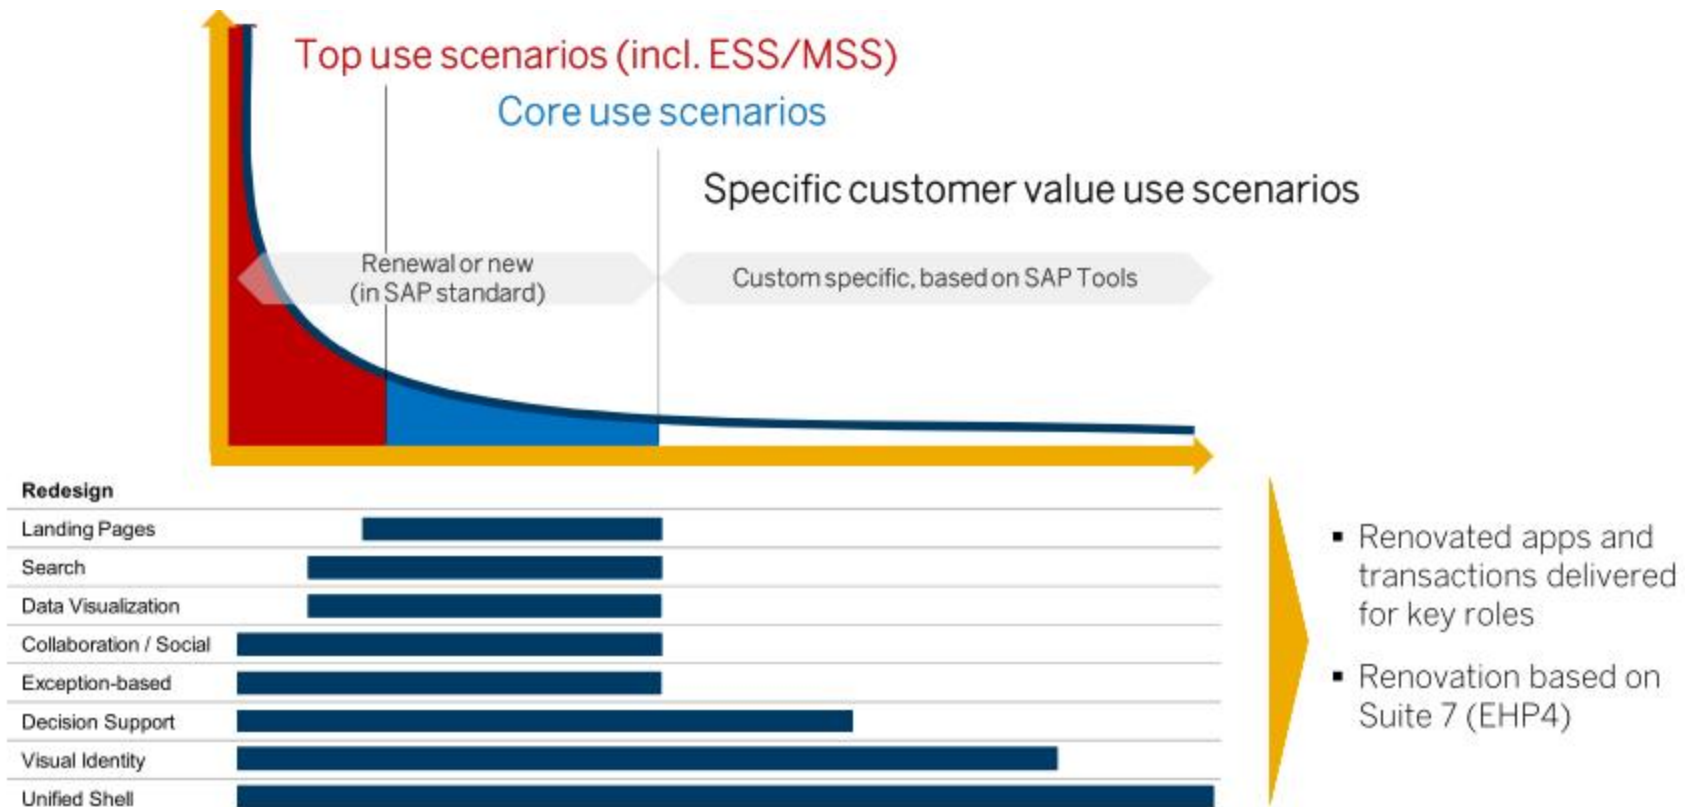 Top use scenarios (incl. ESS/MSS)
Core use scenarios
Specific customer value use scenarios
Renewal or new
(in SAP standard)
Custom specific, based on SAP Tools
Redesign
Landing Pages
Search
Data Visualization
Collaboration / Social
Exception-based
Decision Support
Visual Identity
Unified Shell
▪ Renovated apps and
transactions delivered
for key roles
▪ Renovation based on
Suite 7 (EHP4)